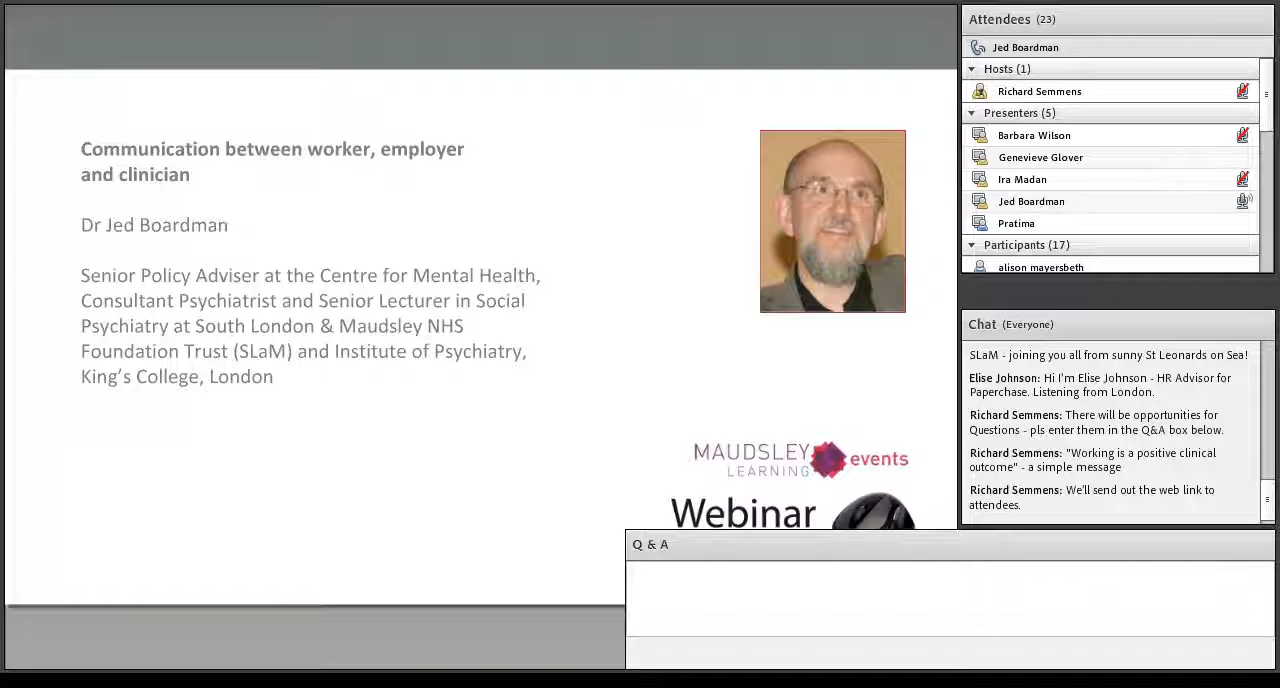 Communication between worker, employer
and clinician
Dr Jed Boardman
Senior Policy Adviser at the Centre for Mental Health,
Consultant Psychiatrist and Senior Lecturer in Social
Psychiatry at South London & Maudsley NHS
Foundation Trust (SLaM) and Institute of Psychiatry,
King's College, London
MAUDSLEY
LEARNING
events
Webinar
Attendees (23)
Jed Boardman
Hosts (1)
Richard Semmens
Presenters (5)
Barbara Wilson
Genevieve Glover
Ira Madan
Jed Boardman
Pratima
Participants (17)
alison mayersbeth
Chat (Everyone)
SLaM - joining you all from sunny St Leonards on Sea!
Elise Johnson: Hi I'm Elise Johnson - HR Advisor for
Paperchase. Listening from London.
Richard Semmens: There will be opportunities for
Questions - pls enter them in the Q&A box below.
Richard Semmens: "Working is a positive clinical
outcome" - a simple message
Richard Semmens: We'll send out the web link to
attendees.
Q & A